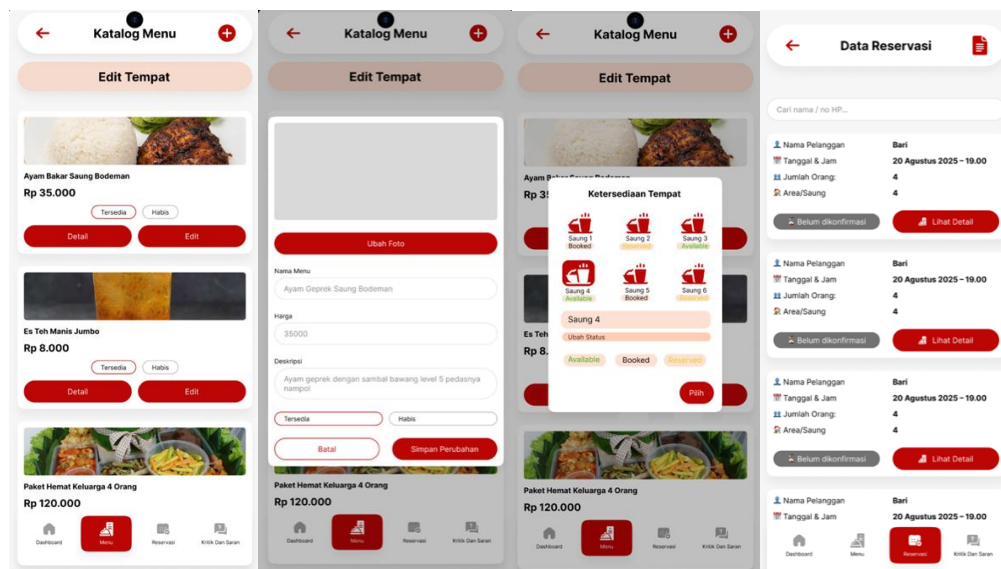 Katalog Menu
Edit Tempat
Ayam Bakar Saung Bodeman
Rp 35.000
Tersedia Habis
Detail Edit
Es Teh Manis Jumbo
Rp 8.000
Tersedia Habis
Detail Edit
Paket Hemat Keluarga 4 Orang
Rp 120.000
Dashboard Menu Reservasi Kritik Dan Saran
Katalog Menu
Edit Tempat
Ubah Foto
Nama Menu
Ayam Geprek Saung Bodeman
Harga
35000
Deskripsi
Ayam geprek dengan sambal bawang level 5 pedasnya
nampol
Tersedia Habis
Batal Simpan Perubahan
Paket Hemat Keluarga 4 Orang
Rp 120.000
Dashboard Menu Reservasi Kritik Dan Saran
Katalog Menu
Edit Tempat
Ayam Bakar Saung Bodeman
Rp 35
Ketersediaan Tempat
Saung 1 Saung 2 Saung 3
Booked Reserved Available
Saung 4 Saung 5 Saung 6
Available Booked Reserved
Saung 4
Ubah Status
Available Booked Reserved
Pilih
Es Teh
Rp 8.
Paket Hemat Keluarga 4 Orang
Rp 120.000
Dashboard Menu Reservasi Kritik Dan Saran
Data Reservasi
Cari nama / no HP...
Nama Pelanggan Bari
Tanggal & Jam 20 Agustus 2025 – 19.00
Jumlah Orang: 4
Area/Saung 4
Belum dikonfirmasi Lihat Detail
Nama Pelanggan Bari
Tanggal & Jam 20 Agustus 2025 – 19.00
Jumlah Orang: 4
Area/Saung 4
Belum dikonfirmasi Lihat Detail
Nama Pelanggan Bari
Tanggal & Jam 20 Agustus 2025 – 19.00
Jumlah Orang: 4
Area/Saung 4
Belum dikonfirmasi Lihat Detail
Nama Pelanggan Bari
Tanggal & Jam 20 Agustus 2025 – 19.00
Dashboard Menu Reservasi Kritik Dan Saran